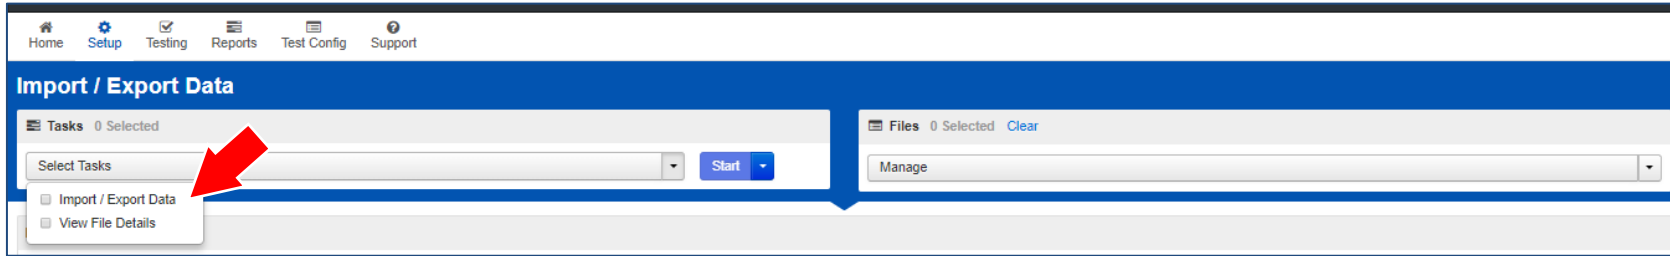 Home Setup Testing Reports Test Config Support
Import / Export Data
Tasks 0 Selected
Files 0 Selected Clear
Select Tasks Start
Manage
Import / Export Data
View File Details